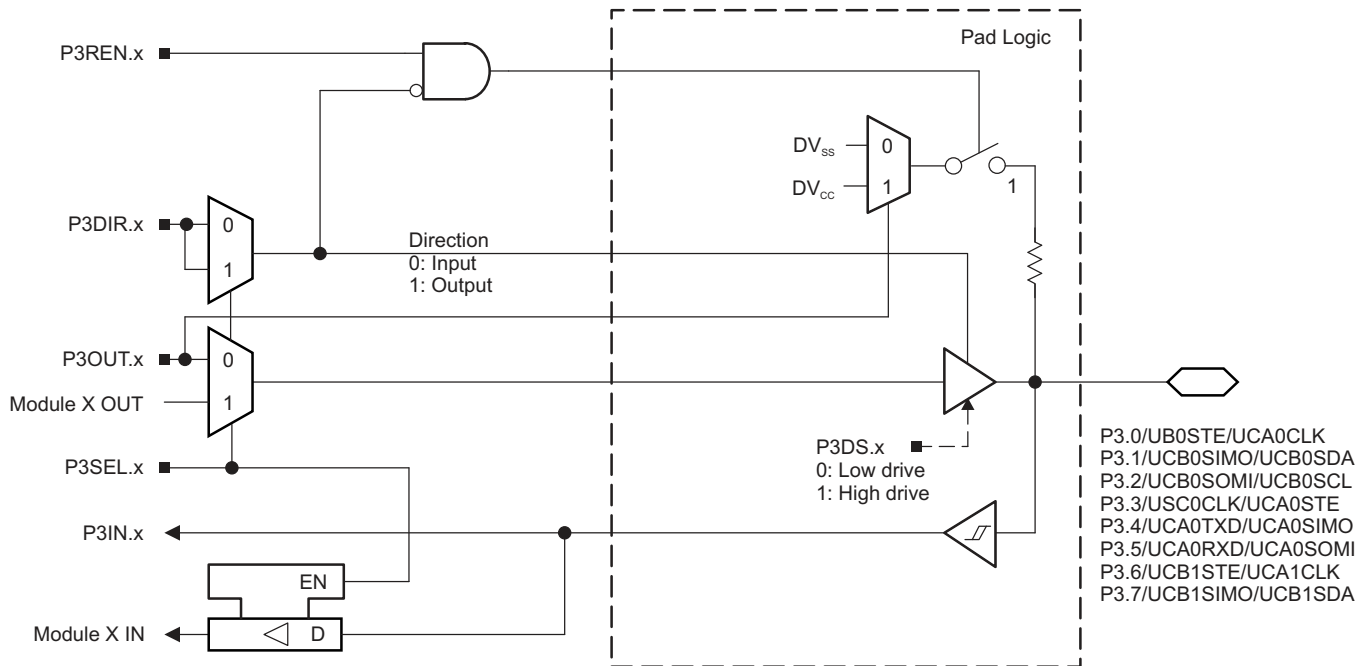 Pad Logic
P3REN.x
DVss
0
DVcc
1
1
P3DIR.x
0
1
Direction
0: Input
1: Output
P3OUT.x
0
Module X OUT
1
P3SEL.x
P3DS.x
0: Low drive
1: High drive
P3IN.x
EN
Module X IN
D
P3.0/UB0STE/UCA0CLK
P3.1/UCB0SIMO/UCB0SDA
P3.2/UCB0SOMI/UCB0SCL
P3.3/USC0CLK/UCA0STE
P3.4/UCA0TXD/UCA0SIMO
P3.5/UCA0RXD/UCA0SOMI
P3.6/UCB1STE/UCA1CLK
P3.7/UCB1SIMO/UCB1SDA